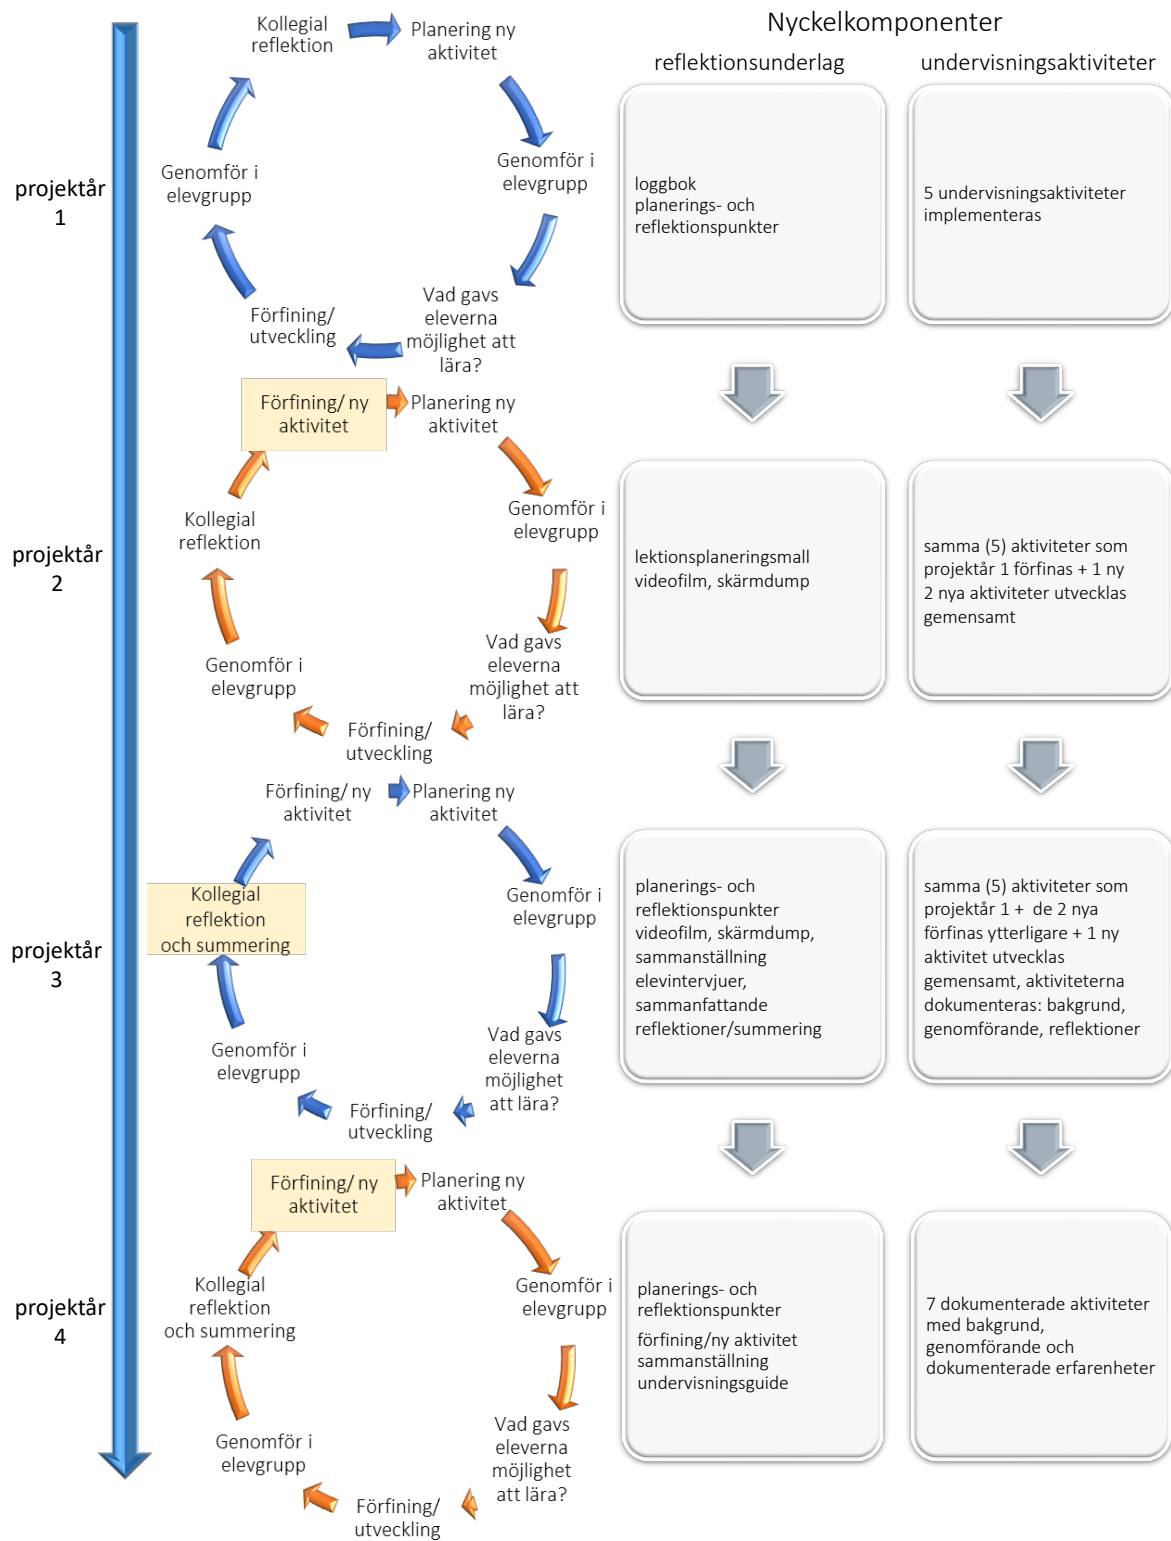 Nyckelkomponenter
reflektionsunderlag
undervisningsaktiviteter
projektår
1
Kollegial
reflektion
Planering ny
aktivitet
Genomför i
elevgrupp
Vad gavs
eleverna
möjlighet att
lära?
Förfining/
utveckling
Genomför i
elevgrupp
loggbok
planerings- och
reflektionspunkter
5 undervisningsaktiviteter
implementeras
projektår
2
Förfining/ ny
aktivitet
Planering ny
aktivitet
Genomför i
elevgrupp
Vad gavs
eleverna
möjlighet att
lära?
Förfining/
utveckling
Genomför i
elevgrupp
Kollegial
reflektion
lektionsplaneringsmall
videofilm, skärmdump
samma (5) aktiviteter som
projektår 1 förfinas + 1 ny
2 nya aktiviteter utvecklas
gemensamt
projektår
3
Förfining/ ny
aktivitet
Planering ny
aktivitet
Genomför i
elevgrupp
Vad gavs
eleverna
möjlighet
att lära?
Förfining/
utveckling
Genomför i
elevgrupp
Kollegial
reflektion
och summering
planerings- och
reflektionspunkter
videofilm, skärmdump,
sammanställning
elevintervjuer,
sammanfattande
reflektioner/summering
samma (5) aktiviteter som
projektår 1 + de 2 nya
förfinas ytterligare + 1 ny
aktivitet utvecklas
gemensamt, aktiviteterna
dokumenteras: bakgrund,
genomförande, reflektioner
projektår
4
Förfining/ ny
aktivitet
Planering ny
aktivitet
Genomför i
elevgrupp
Vad gavs
eleverna
möjlighet
att lära?
Förfining/
utveckling
Genomför i
elevgrupp
Kollegial
reflektion
och summering
planerings- och
reflektionspunkter
förfining/ny aktivitet
sammanställning
undervisningsguide
7 dokumenterade aktiviteter
med bakgrund,
genomförande och
dokumenterade erfarenheter